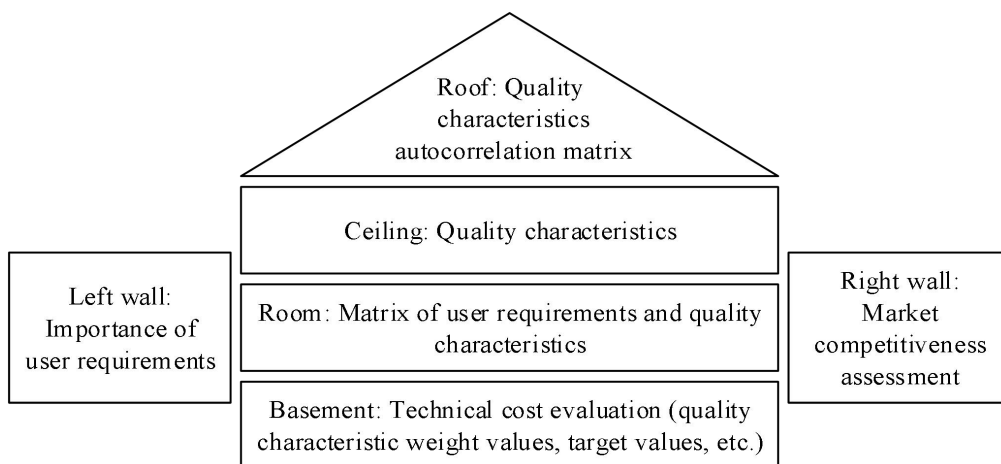 Roof: Quality
characteristics
autocorrelation matrix
Ceiling: Quality characteristics
Left wall:
Importance of
user requirements
Room: Matrix of user requirements and quality
characteristics
Right wall:
Market
competitiveness
assessment
Basement: Technical cost evaluation (quality
characteristic weight values, target values, etc.)